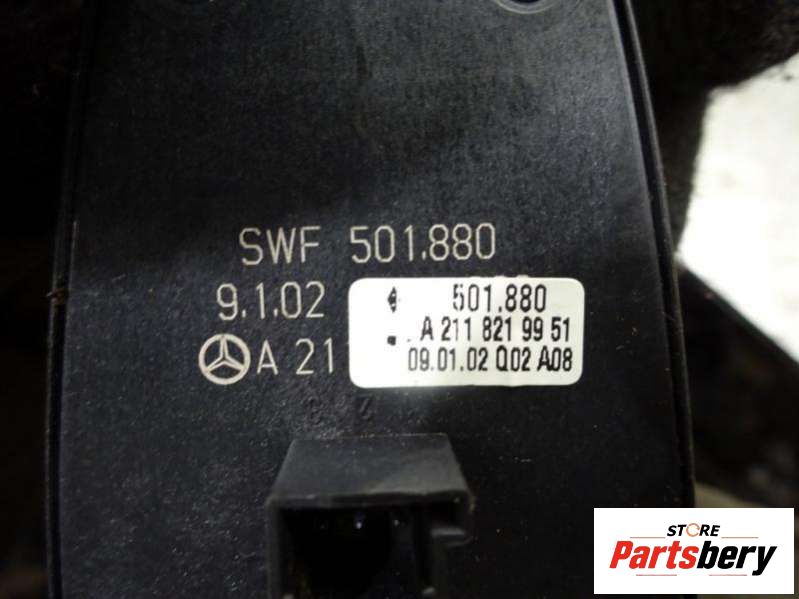 SWF 501.880
9.1.02
A 21
501.880
A 211 821 99 51
09.01.02 Q02 A08
STORE
Partsbery